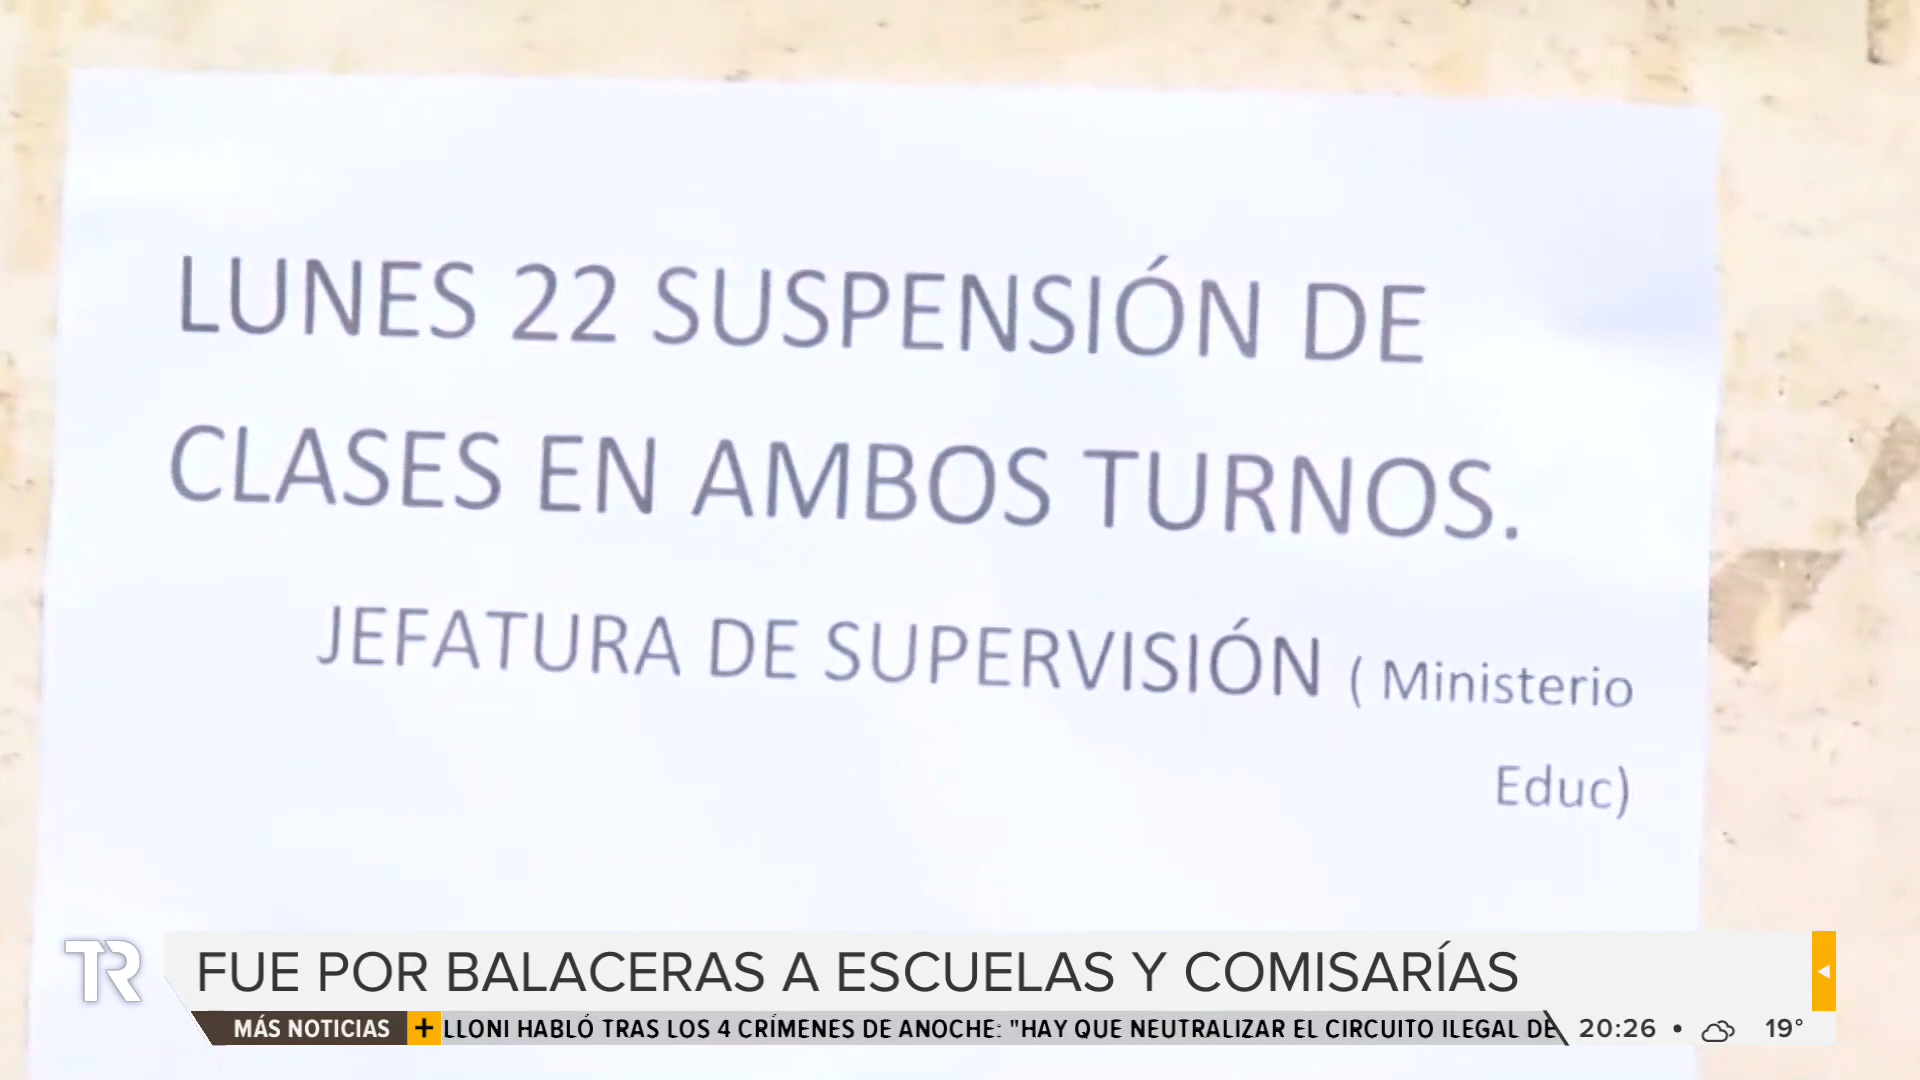 LUNES 22 SUSPENSIÓN DE
CLASES EN AMBOS TURNOS.
JEFATURA DE SUPERVISIÓN ( Ministerio
Educ)
TR
FUE POR BALACERAS A ESCUELAS Y COMISARÍAS
MÁS NOTICIAS + LLONI HABLÓ TRAS LOS 4 CRÍMENES DE ANOCHE: "HAY QUE NEUTRALIZAR EL CIRCUITO ILEGAL DE 20:26 • 19°